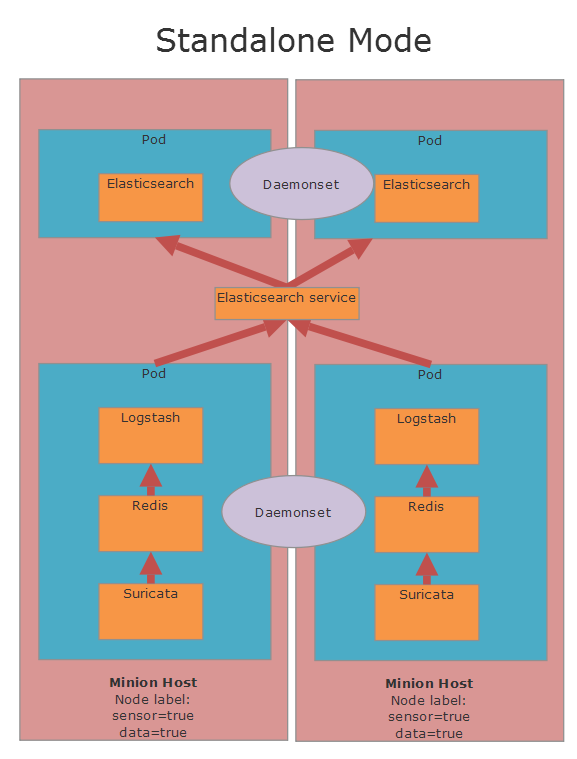 Standalone Mode
Pod
Pod
Elasticsearch
Daemonset
Elasticsearch
Elasticsearch service
Pod
Pod
Logstash
Logstash
Redis
Redis
Daemonset
Suricata
Suricata
Minion Host
Node label:
sensor=true
data=true
Minion Host
Node label:
sensor=true
data=true